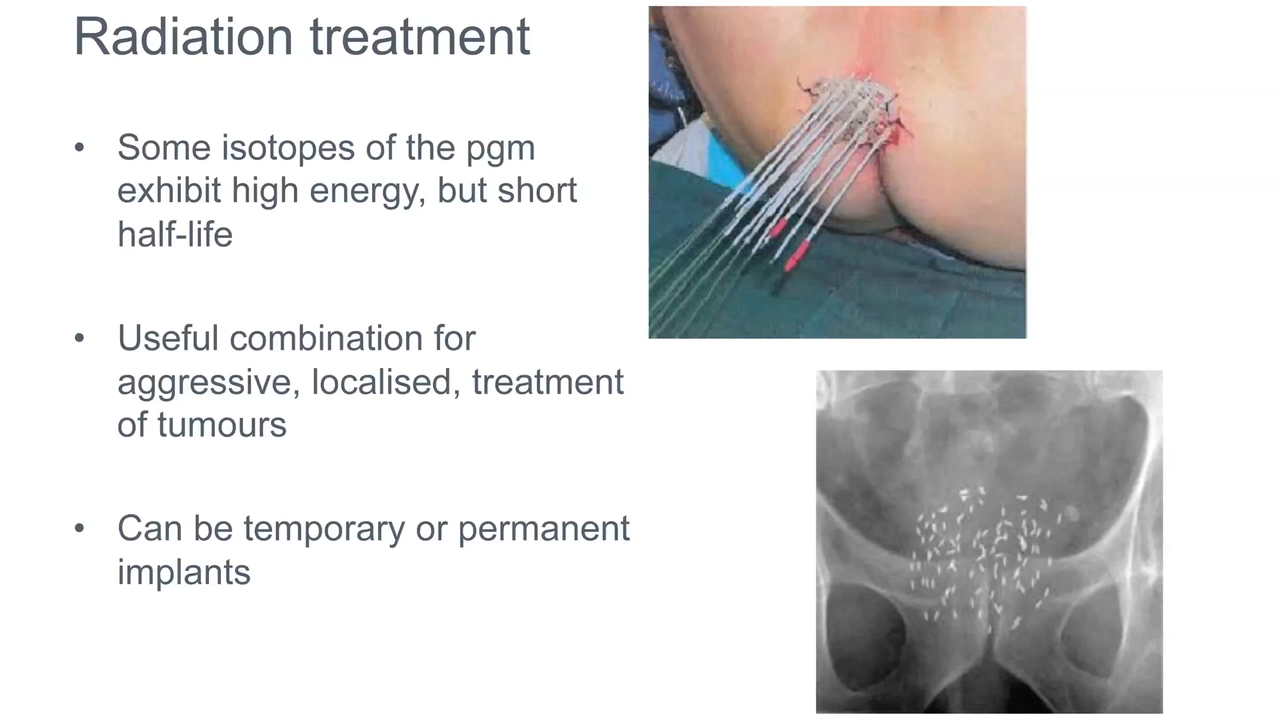 Radiation treatment
• Some isotopes of the pgm
exhibit high energy, but short
half-life
• Useful combination for
aggressive, localised, treatment
of tumours
• Can be temporary or permanent
implants